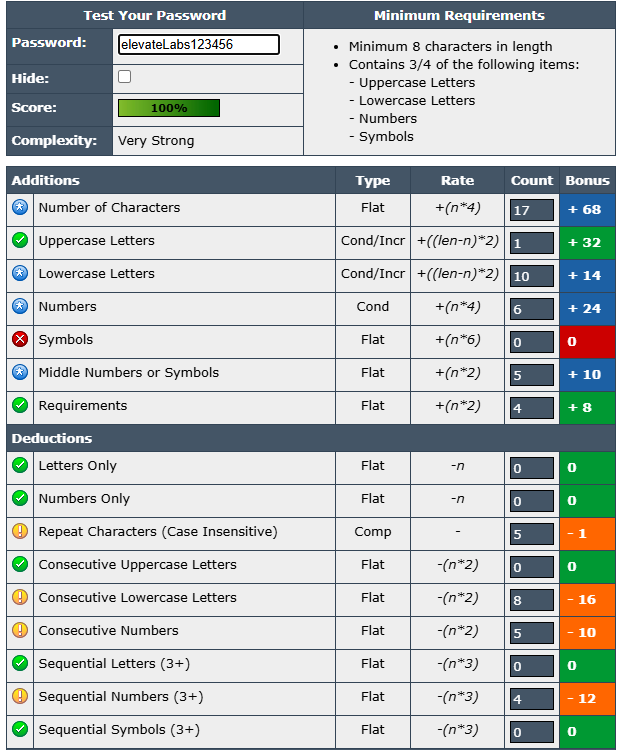 Test Your Password
Minimum Requirements
Password:
elevateLabs123456
Hide:
Score:
100%
Complexity:
Very Strong
• Minimum 8 characters in length
• Contains 3/4 of the following items:
- Uppercase Letters
- Lowercase Letters
- Numbers
- Symbols
Additions Type Rate Count Bonus
Number of Characters Flat +(n*4) 17 + 68
Uppercase Letters Cond/Incr +((len-n)*2) 1 + 32
Lowercase Letters Cond/Incr +((len-n)*2) 10 + 14
Numbers Cond +(n*4) 6 + 24
Symbols Flat +(n*6) 0 0
Middle Numbers or Symbols Flat +(n*2) 5 + 10
Requirements Flat +(n*2) 4 + 8
Deductions
Letters Only Flat -n 0 0
Numbers Only Flat -n 0 0
Repeat Characters (Case Insensitive) Comp - 5 - 1
Consecutive Uppercase Letters Flat -(n*2) 0 0
Consecutive Lowercase Letters Flat -(n*2) 8 - 16
Consecutive Numbers Flat -(n*2) 5 - 10
Sequential Letters (3+) Flat -(n*3) 0 0
Sequential Numbers (3+) Flat -(n*3) 4 - 12
Sequential Symbols (3+) Flat -(n*3) 0 0